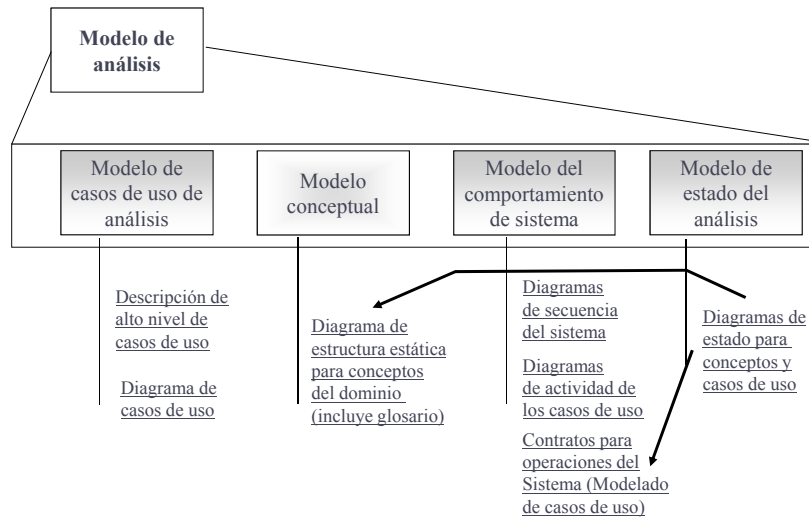 Modelo de
análisis
Modelo de
casos de uso de
análisis
Modelo
conceptual
Modelo del
comportamiento
de sistema
Modelo de
estado del
análisis
Descripción de
alto nivel de
casos de uso
Diagrama de
casos de uso
Diagrama de
estructura estática
para conceptos
del dominio
(incluye glosario)
Diagramas
de secuencia
del sistema
Diagramas
de actividad de
los casos de uso
Contratos para
operaciones del
Sistema (Modelado
de casos de uso)
Diagramas de
estado para
conceptos y
casos de uso